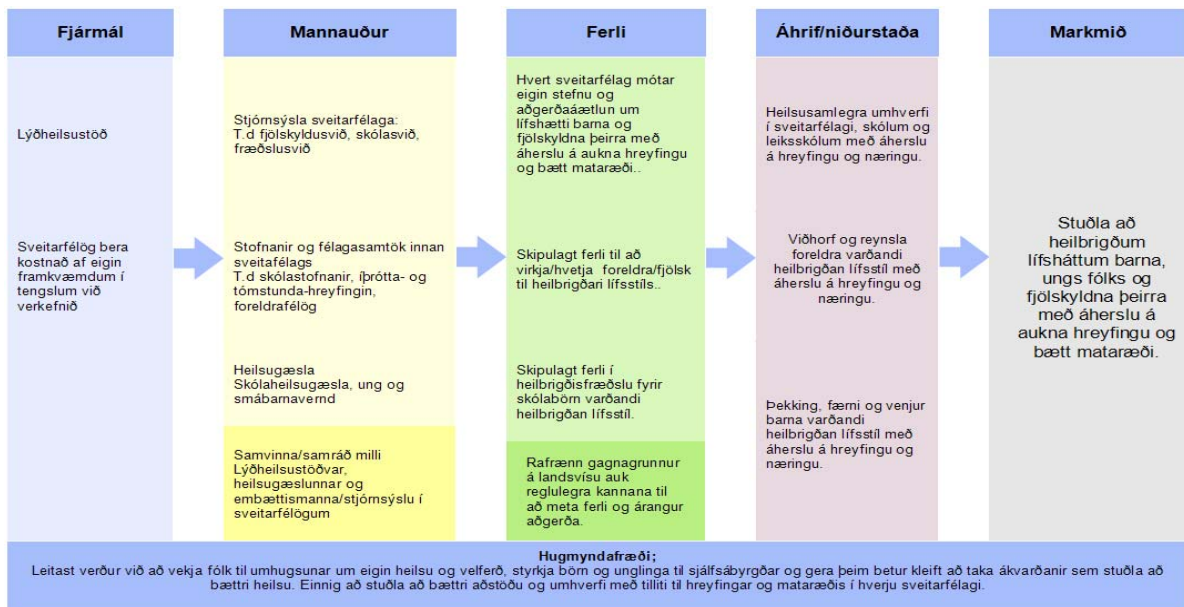 Fjármál
Lýðheilsustöð
Sveitarfélög bera
kostnað af eigin
framkvæmdum í
tengslum við
verkefnið
Mannauður
Stjórnsýsla sveitarfélaga:
T.d fjölskyldusvið, skólasvið,
fræðslusvið
Stofnanir og félagasamtök innan
sveitafélags
T.d skólastofnanir, íþrótta- og
tómstunda-hreyfingin,
foreldrafélög
Heilsugæsla
Skólaheilsugæsla, ung og
smábarnavernd
Samvinna/samráð milli
Lýðheilsustöðvar,
heilsugæslunnar og
embættismanna/stjórnsýslu í
sveitarfélögum
Ferli
Hvert sveitarfélag mótar
eigin stefnu og
aðgerðaáætlun um
lífshætti barna og
fjölskyldna þeirra með
áherslu á aukna hreyfingu
og bætt mataræði..
Skipulagt ferli til að
virkja/hvetja foreldra/fjölsk
til heilbrigðari lífsstíls..
Skipulagt ferli í
heilbrigðisfræðslu fyrir
skólabörn varðandi
heilbrigðan lífsstíl.
Rafrænn gagnagrunnur
á landsvísu auk
reglulegra kannana til
að meta ferli og árangur
aðgerða.
Áhrif/niðurstaða
Heilsusamlegra umhverfi
í sveitarfélagi, skólum og
leiksskólum með áherslu
á hreyfingu og næringu.
Viðhorf og reynsla
foreldra varðandi
heilbrigðan lífsstíl með
áherslu á hreyfingu og
næringu.
Þekking, færni og venjur
barna varðandi
heilbrigðan lífsstíl með
áherslu á hreyfingu og
næringu.
Markmið
Stuðla að
heilbrigðum
lífsháttum barna,
ungs fólks og
fjölskyldna þeirra
með áherslu á
aukna hreyfingu og
bætt mataræði.
Hugmyndafræði;
Leitast verður við að vekja fólk til umhugsunar um eigin heilsu og velferð, styrkja börn og unglinga til sjálfsábyrgðar og gera þeim betur kleift að taka ákvarðanir sem stuðla að
bættri heilsu. Einnig að stuðla að bættri aðstöðu og umhverfi með tilliti til hreyfingar og mataræðis í hverju sveitarfélagi.